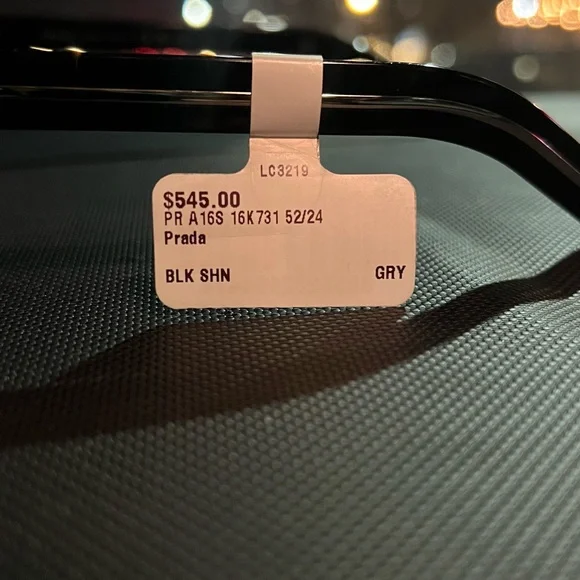 LC3219
$545.00
PR A16S 16K731 52/24
Prada
BLK SHN GRY